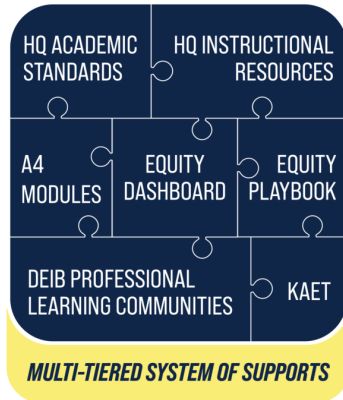 HQ ACADEMIC
STANDARDS
HQ INSTRUCTIONAL
RESOURCES
A4
MODULES
EQUITY
DASHBOARD
EQUITY
PLAYBOOK
DEIB PROFESSIONAL
LEARNING COMMUNITIES
KAET
MULTI-TIERED SYSTEM OF SUPPORTS